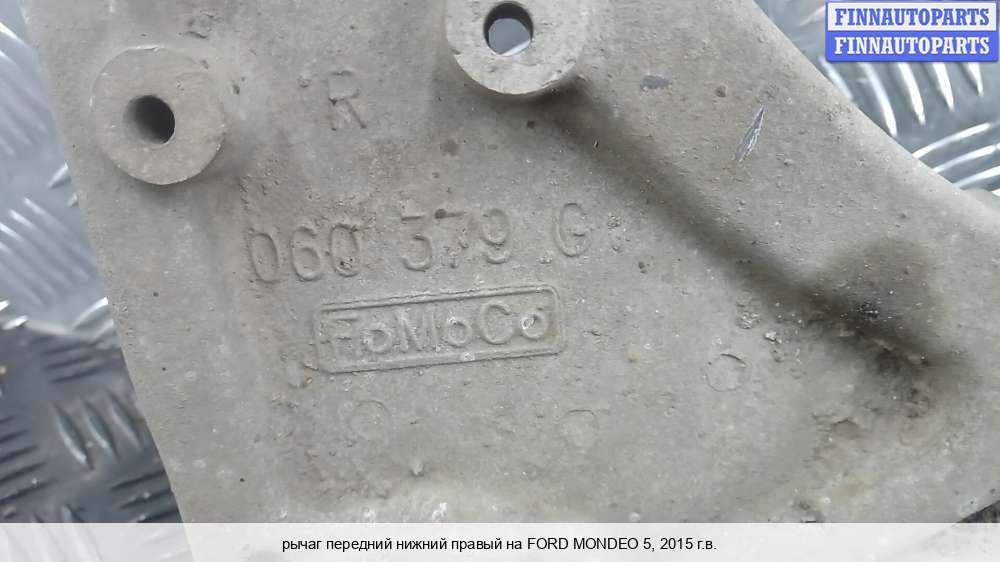 FINNAUTOPARTS
FINNAUTOPARTS
R
060 379 G
FoMoCo
рычаг передний нижний правый на FORD MONDEO 5, 2015 г.в.